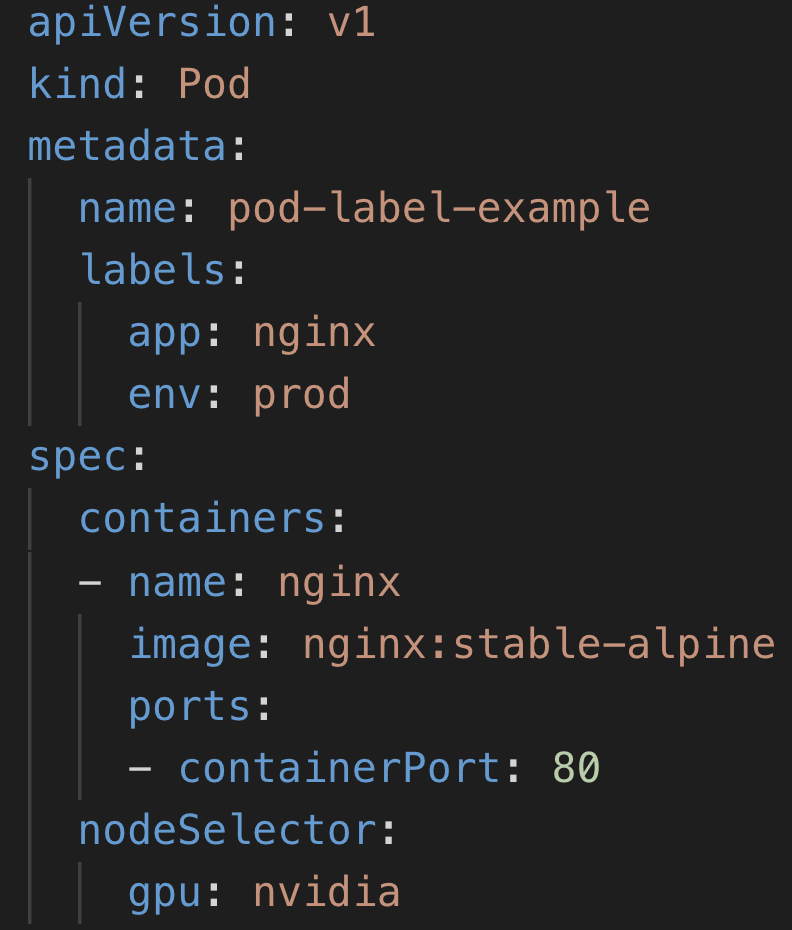 apiVersion: v1
kind: Pod
metadata:
  name: pod-label-example
  labels:
    app: nginx
    env: prod
spec:
  containers:
  - name: nginx
    image: nginx:stable-alpine
    ports:
    - containerPort: 80
  nodeSelector:
    gpu: nvidia